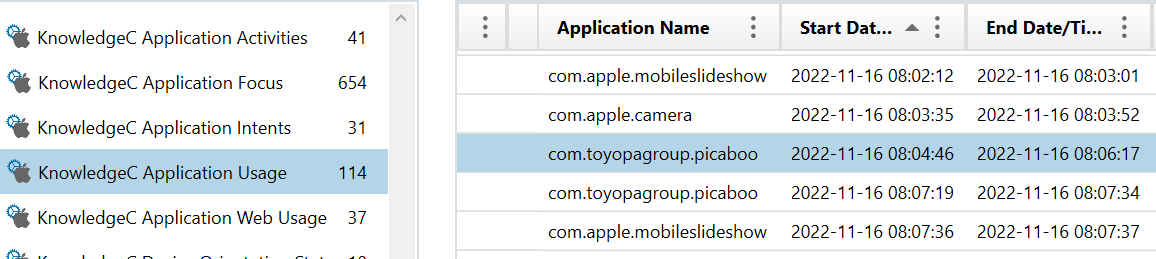 KnowledgeC Application Activities 41
KnowledgeC Application Focus 654
KnowledgeC Application Intents 31
KnowledgeC Application Usage 114
KnowledgeC Application Web Usage 37
Application Name Start Dat... End Date/Ti...
com.apple.mobileslideshow 2022-11-16 08:02:12 2022-11-16 08:03:01
com.apple.camera 2022-11-16 08:03:35 2022-11-16 08:03:52
com.toyopagroup.picaboo 2022-11-16 08:04:46 2022-11-16 08:06:17
com.toyopagroup.picaboo 2022-11-16 08:07:19 2022-11-16 08:07:34
com.apple.mobileslideshow 2022-11-16 08:07:36 2022-11-16 08:07:37